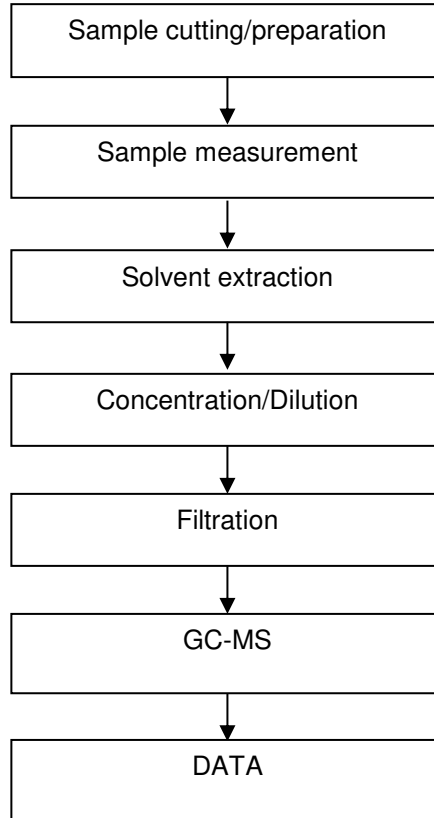 Sample cutting/preparation
Sample measurement
Solvent extraction
Concentration/Dilution
Filtration
GC-MS
DATA